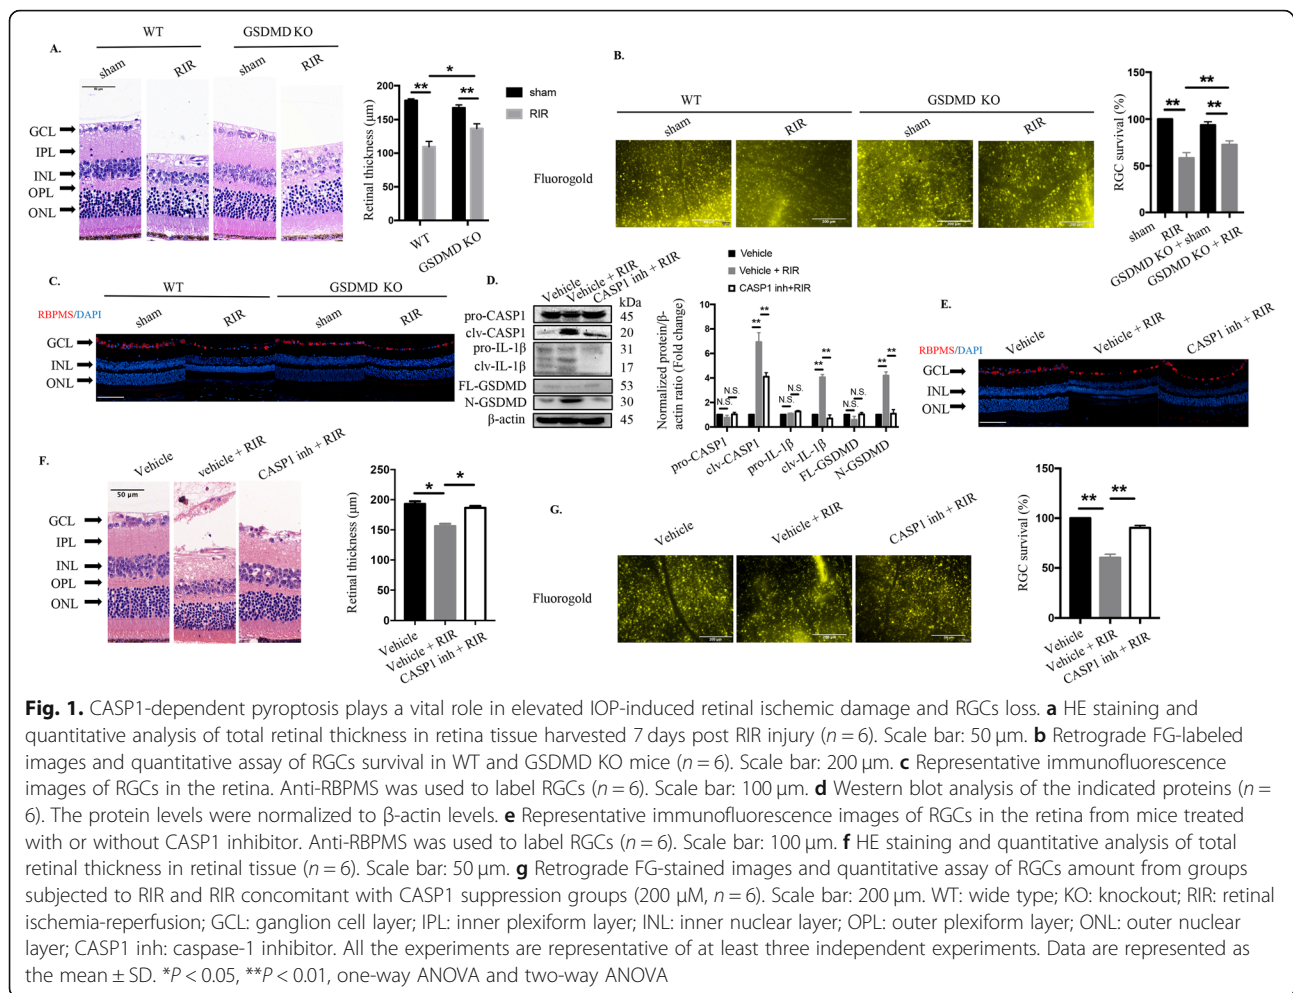 A.
WT
GSDMD KO
sham
RIR
sham
RIR
GCL
IPL
INL
OPL
ONL
Retinal thickness (μm)
200
150
100
50
0
**
*
**
sham
RIR
WT
GSDMD KO
B.
WT
GSDMD KO
sham
RIR
sham
RIR
Fluorogold
200 μm
RGC survival (%)
150
100
50
0
**
**
**
sham
RIR
GSDMD KO + sham
GSDMD KO + RIR
C.
WT
GSDMD KO
RBPMS/DAPI
sham
RIR
sham
RIR
GCL
INL
ONL
D.
Vehicle
Vehicle + RIR
CASP1 inh + RIR
kDa
pro-CASP1 45
clv-CASP1 20
pro-IL-1β 31
clv-IL-1β 17
FL-GSDMD 53
N-GSDMD 30
β-actin 45
Vehicle
Vehicle + RIR
CASP1 inh+RIR
Normalized protein/β-
actin ratio (Fold change)
10
8
6
4
2
0
N.S.
N.S.
**
**
N.S.
N.S.
**
**
N.S.
N.S.
**
**
pro-CASP1
clv-CASP1
pro-IL-1β
clv-IL-1β
FL-GSDMD
N-GSDMD
E.
Vehicle
Vehicle + RIR
CASP1 inh + RIR
RBPMS/DAPI
GCL
INL
ONL
F.
Vehicle
vehicle + RIR
CASP1 inh + RIR
50 μm
GCL
IPL
INL
OPL
ONL
Retinal thickness (μm)
250
200
150
100
50
0
*
*
Vehicle
Vehicle + RIR
CASP1 inh + RIR
G.
Vehicle
Vehicle + RIR
CASP1 inh + RIR
Fluorogold
200 μm
RGC survival (%)
150
100
50
0
**
**
Vehicle
Vehicle + RIR
CASP1 inh + RIR
Fig. 1. CASP1-dependent pyroptosis plays a vital role in elevated IOP-induced retinal ischemic damage and RGCs loss. a HE staining and
quantitative analysis of total retinal thickness in retina tissue harvested 7 days post RIR injury (n = 6). Scale bar: 50 μm. b Retrograde FG-labeled
images and quantitative assay of RGCs survival in WT and GSDMD KO mice (n = 6). Scale bar: 200 μm. c Representative immunofluorescence
images of RGCs in the retina. Anti-RBPMS was used to label RGCs (n = 6). Scale bar: 100 μm. d Western blot analysis of the indicated proteins (n =
6). The protein levels were normalized to β-actin levels. e Representative immunofluorescence images of RGCs in the retina from mice treated
with or without CASP1 inhibitor. Anti-RBPMS was used to label RGCs (n = 6). Scale bar: 100 μm. f HE staining and quantitative analysis of total
retinal thickness in retinal tissue (n = 6). Scale bar: 50 μm. g Retrograde FG-stained images and quantitative assay of RGCs amount from groups
subjected to RIR and RIR concomitant with CASP1 suppression groups (200 μM, n = 6). Scale bar: 200 μm. WT: wide type; KO: knockout; RIR: retinal
ischemia-reperfusion; GCL: ganglion cell layer; IPL: inner plexiform layer; INL: inner nuclear layer; OPL: outer plexiform layer; ONL: outer nuclear
layer; CASP1 inh: caspase-1 inhibitor. All the experiments are representative of at least three independent experiments. Data are represented as
the mean ± SD. *P < 0.05, **P < 0.01, one-way ANOVA and two-way ANOVA